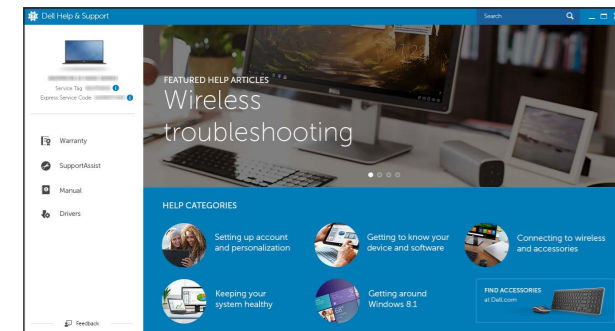 Dell Help & Support
Search
Service Tag
Express Service Code
Warranty
SupportAssist
Manual
Drivers
Feedback
FEATURED HELP ARTICLES
Wireless
troubleshooting
HELP CATEGORIES
Setting up account
and personalization
Getting to know your
device and software
Connecting to wireless
and accessories
Keeping your
system healthy
Getting around
Windows 8.1
FIND ACCESSORIES
at Dell.com